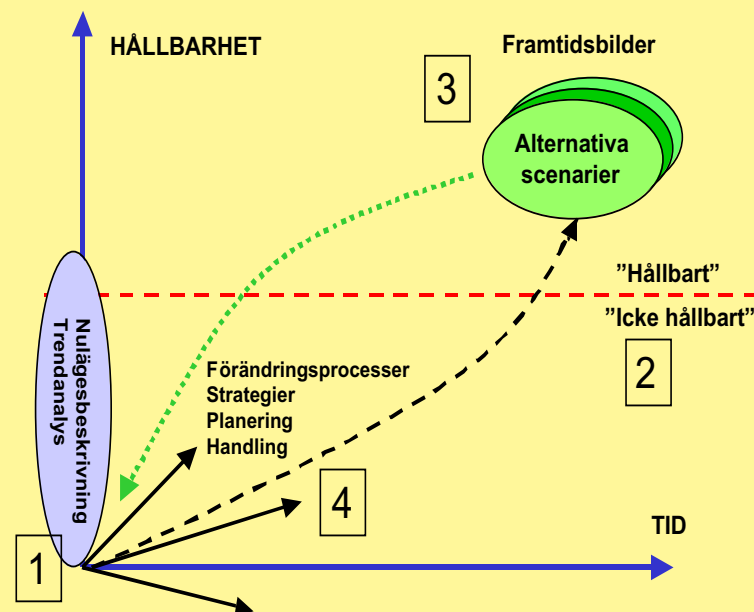 HÅLLBARHET
Framtidsbilder
3
Alternativa
scenarier
”Hållbart”
”Icke hållbart”
2
Nulägesbeskrivning
Trendanalys
Förändringsprocesser
Strategier
Planering
Handling
4
TID
1